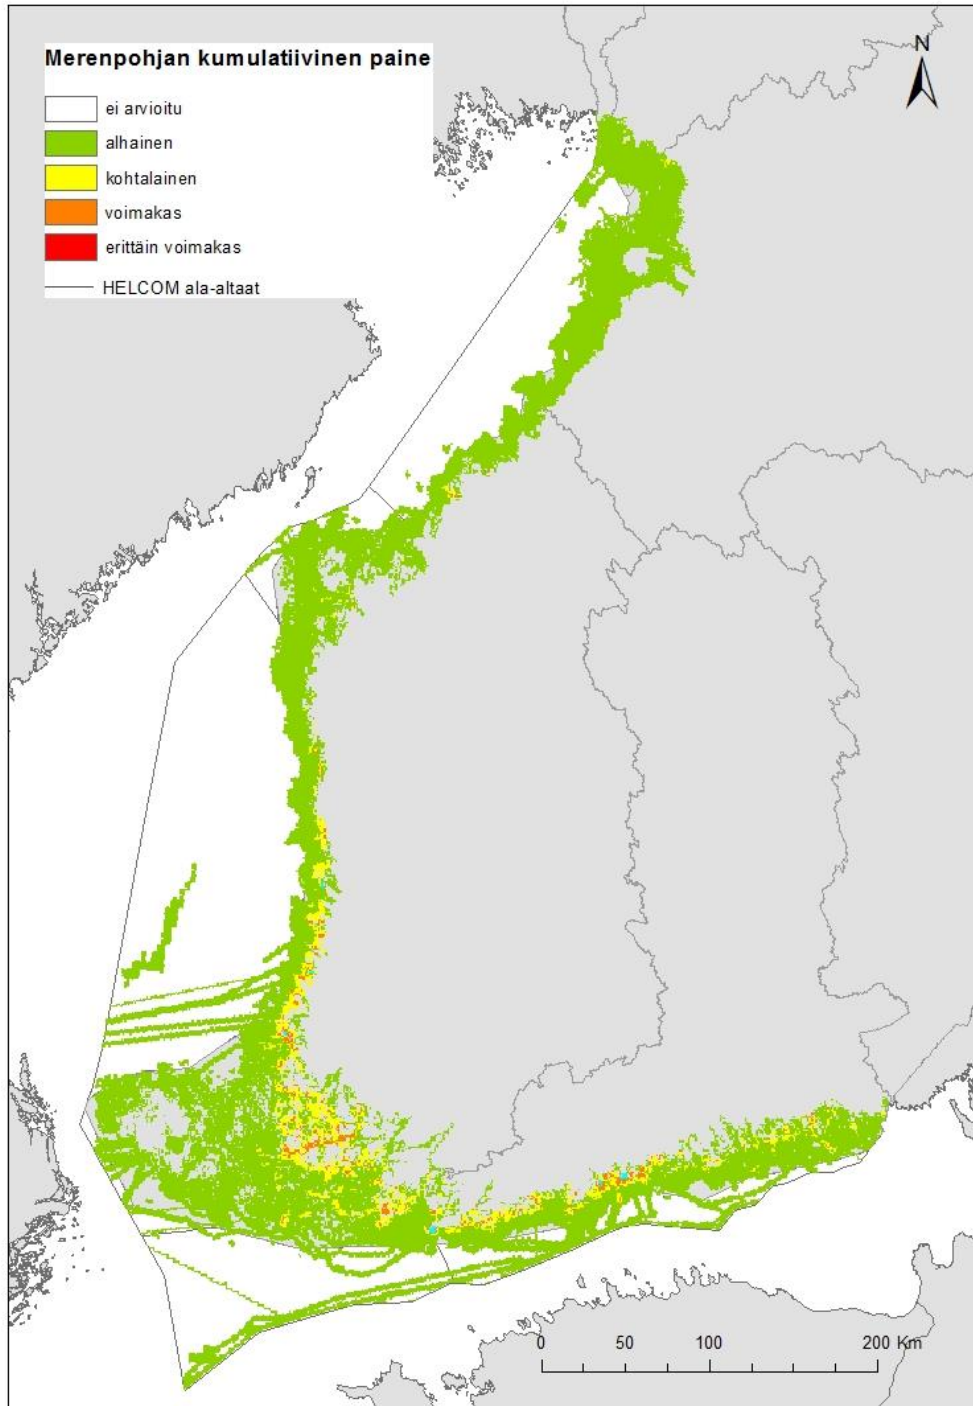 Merenpohjan kumulatiivinen paine
ei arvioitu
alhainen
kohtalainen
voimakas
erittäin voimakas
HELCOM ala-altaat
N
0 50 100 200 Km